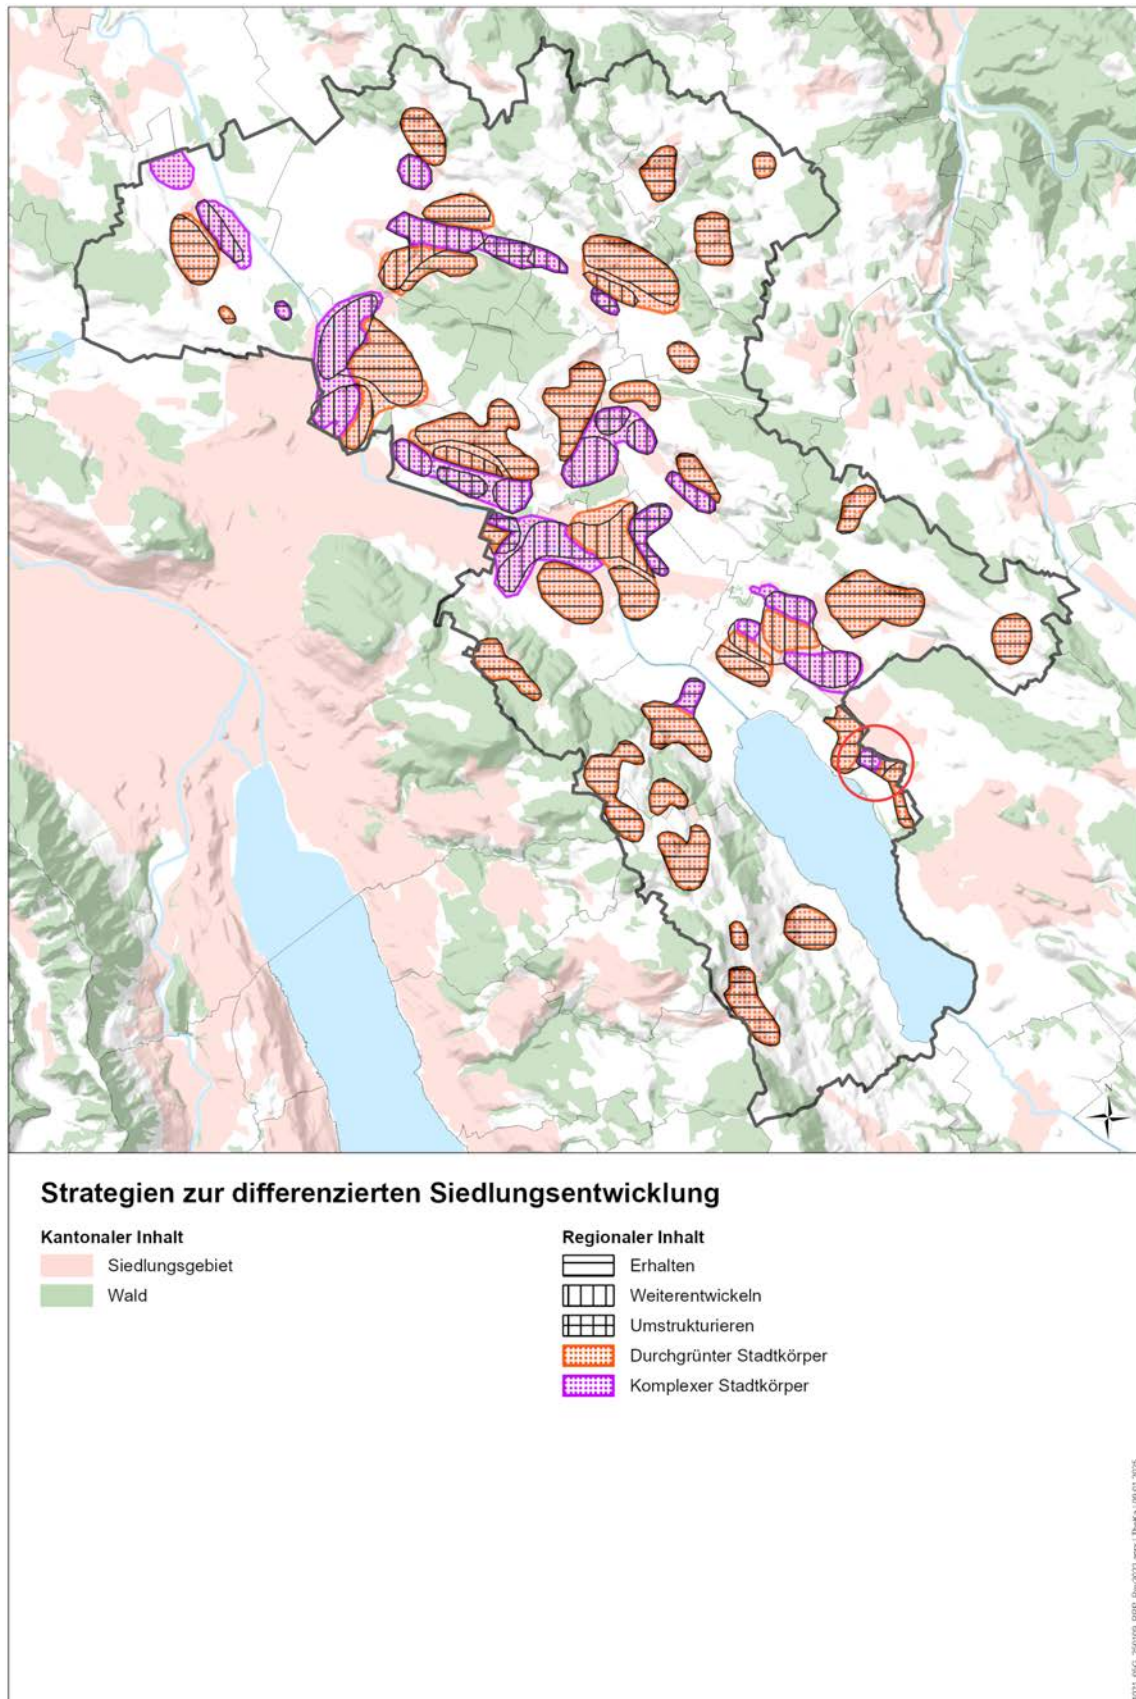 N
Strategien zur differenzierten Siedlungsentwicklung
Kantonaler Inhalt
Siedlungsgebiet
Wald
Regionaler Inhalt
Erhalten
Weiterentwickeln
Umstrukturieren
Durchgrünter Stadtkörper
Komplexer Stadtkörper